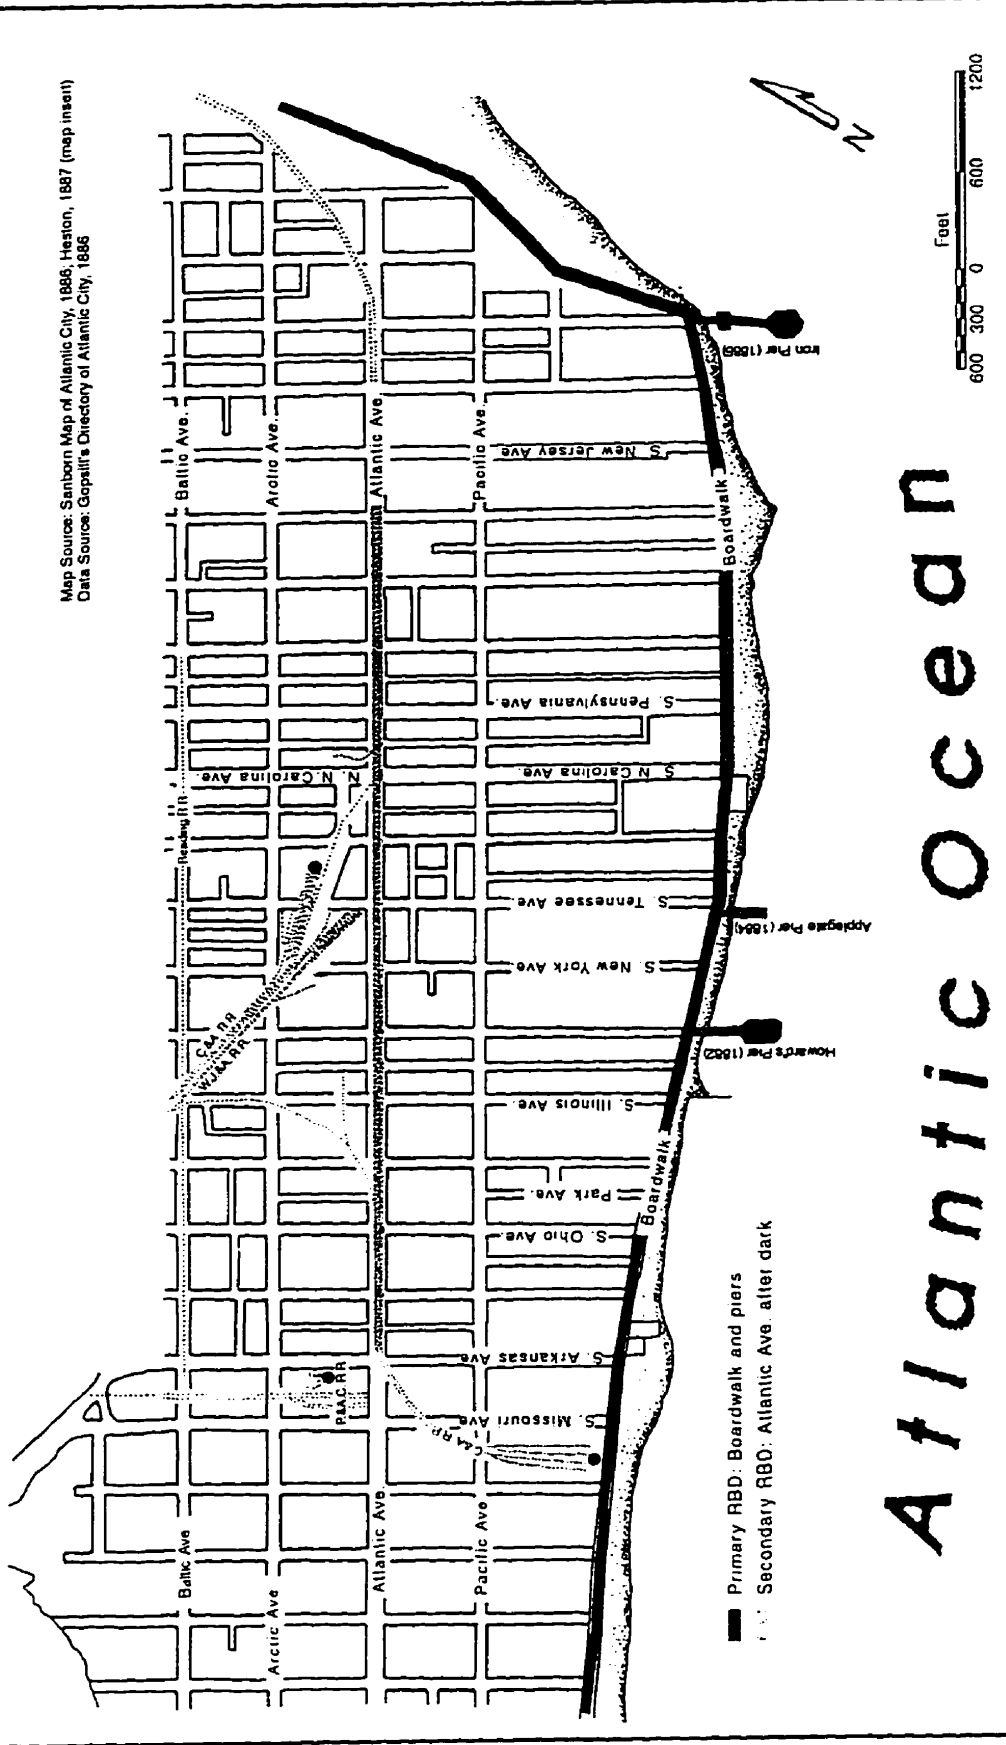 Map Source: Sanborn Map of Atlantic City, 1886; Heston, 1887 (map insert)
Data Source: Gopsill's Directory of Atlantic City, 1886
Baltic Ave.
Arctic Ave.
Atlantic Ave.
Pacific Ave.
S. New Jersey Ave.
Boardwalk
S. Pennsylvania Ave.
N. N Carolina Ave.
S N Carolina Ave.
Reading R R
S. Tennessee Ave.
S. New York Ave.
C&A R R
WJ&A R R
S. Illinois Ave.
Park Ave.
S. Ohio Ave.
Boardwalk
S. Arkansas Ave
P&A C RR
S. Missouri Ave
C&A RR
Baltic Ave
Arctic Ave
Atlantic Ave.
Pacific Ave
Iron Pier (1886)
Applegate Pier (1884)
Howard's Pier (1882)
N
Feet
600 300 0 600 1200
Primary RBD: Boardwalk and piers
Secondary RBD: Atlantic Ave. after dark
Atlantic Ocean